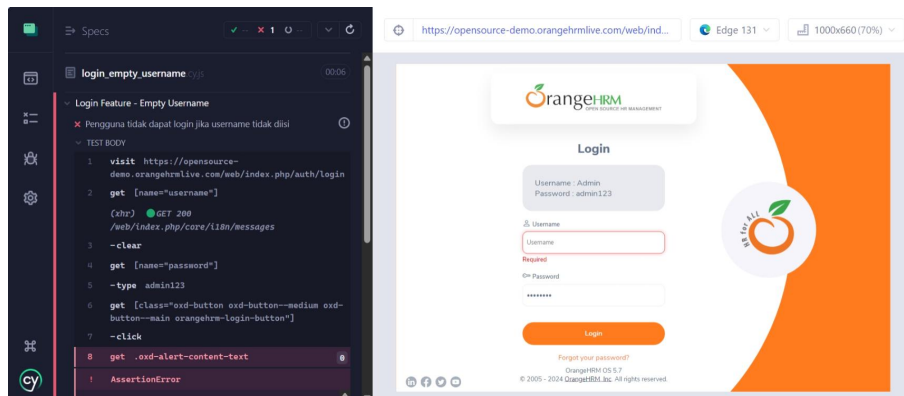 Specs
✓ -- ✕ 1
login_empty_username.cy.js 00:06
Login Feature - Empty Username
Pengguna tidak dapat login jika username tidak diisi
TEST BODY
1 visit https://opensource-
demo.orangehrmlive.com/web/index.php/auth/login
2 get [name="username"]
(xhr) GET 200
/web/index.php/core/i18n/messages
3 -clear
4 get [name="password"]
5 -type admin123
6 get [class="oxd-button oxd-button--medium oxd-
button--main orangehrm-login-button"]
7 -click
8 get .oxd-alert-content-text 0
! AssertionError
cy
https://opensource-demo.orangehrmlive.com/web/ind...
Edge 131
1000x660 (70%)
OrangeHRM
OPEN SOURCE HR MANAGEMENT
Login
Username : Admin
Password : admin123
Username
Username
Required
Password
Login
Forgot your password?
OrangeHRM OS 5.7
© 2005 - 2024 OrangeHRM, Inc. All rights reserved.
HR for ALL